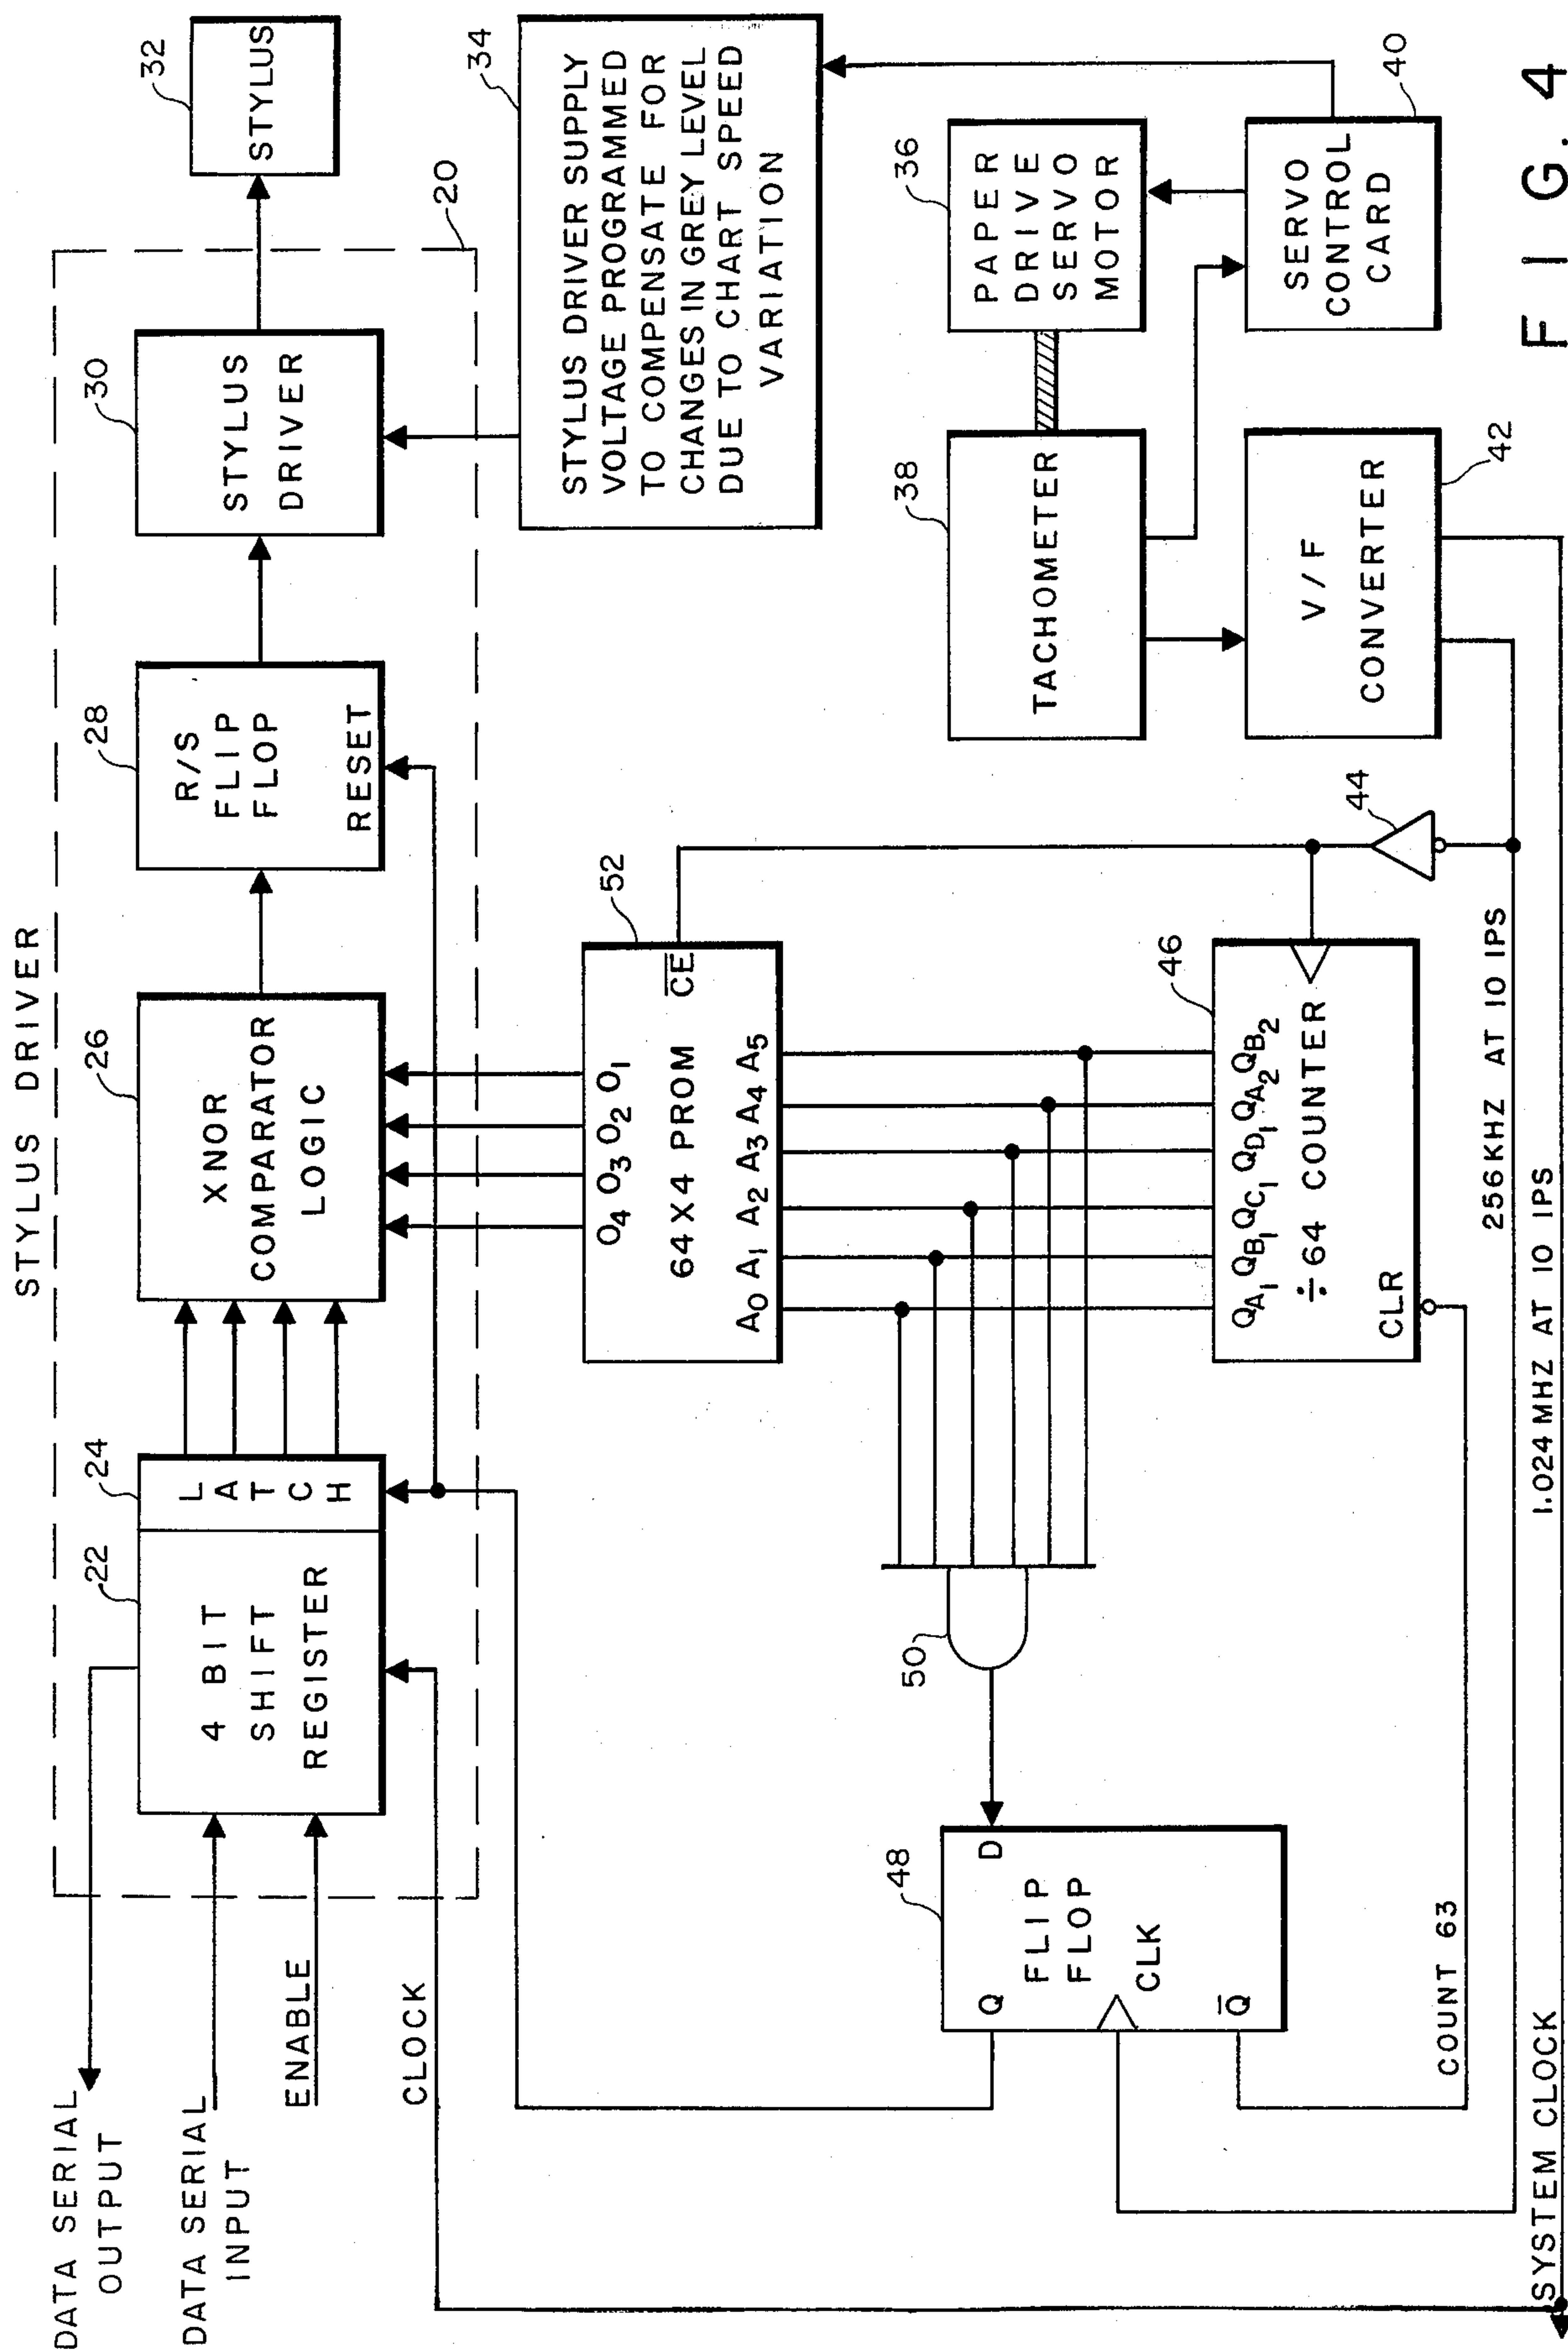 STYLUS DRIVER
DATA SERIAL
OUTPUT
DATA SERIAL
INPUT
ENABLE
CLOCK
22
4 BIT
SHIFT
REGISTER
24
LATCH
26
XNOR
COMPARATOR
LOGIC
28
R/S
FLIP
FLOP
RESET
30
STYLUS
DRIVER
32
STYLUS
20
34
STYLUS DRIVER SUPPLY
VOLTAGE PROGRAMMED
TO COMPENSATE FOR
CHANGES IN GREY LEVEL
DUE TO CHART SPEED
VARIATION
52
O4 O3 O2 O1
64 X 4 PROM
CE
A0 A1 A2 A3 A4 A5
50
48
D
Q
FLIP
FLOP
CLK
Q
COUNT 63
46
QA1 QB1 QC1 QD1 QA2 QB2
÷64 COUNTER
CLR
44
38
TACHOMETER
36
PAPER
DRIVE
SERVO
MOTOR
V/F
CONVERTER
42
SERVO
CONTROL
CARD
40
256KHZ AT 10 IPS
1.024 MHZ AT 10 IPS
SYSTEM CLOCK
FIG. 4